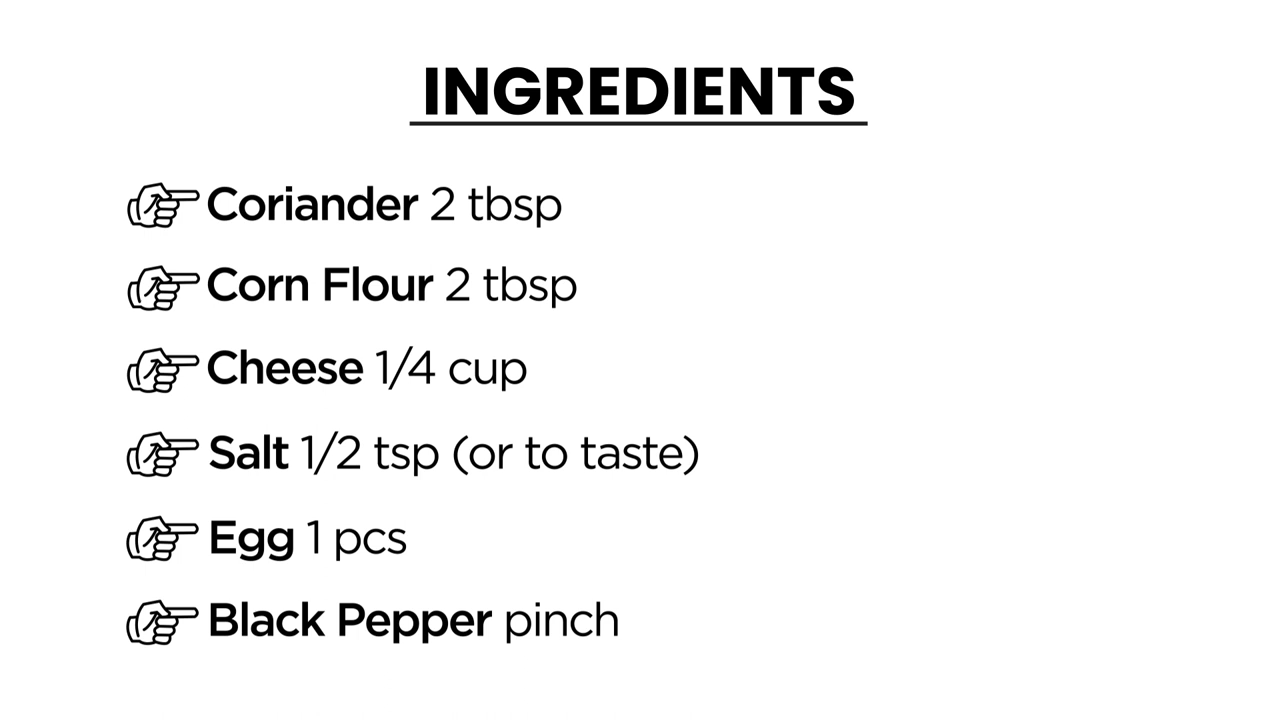 INGREDIENTS
Coriander 2 tbsp
Corn Flour 2 tbsp
Cheese 1/4 cup
Salt 1/2 tsp (or to taste)
Egg 1 pcs
Black Pepper pinch